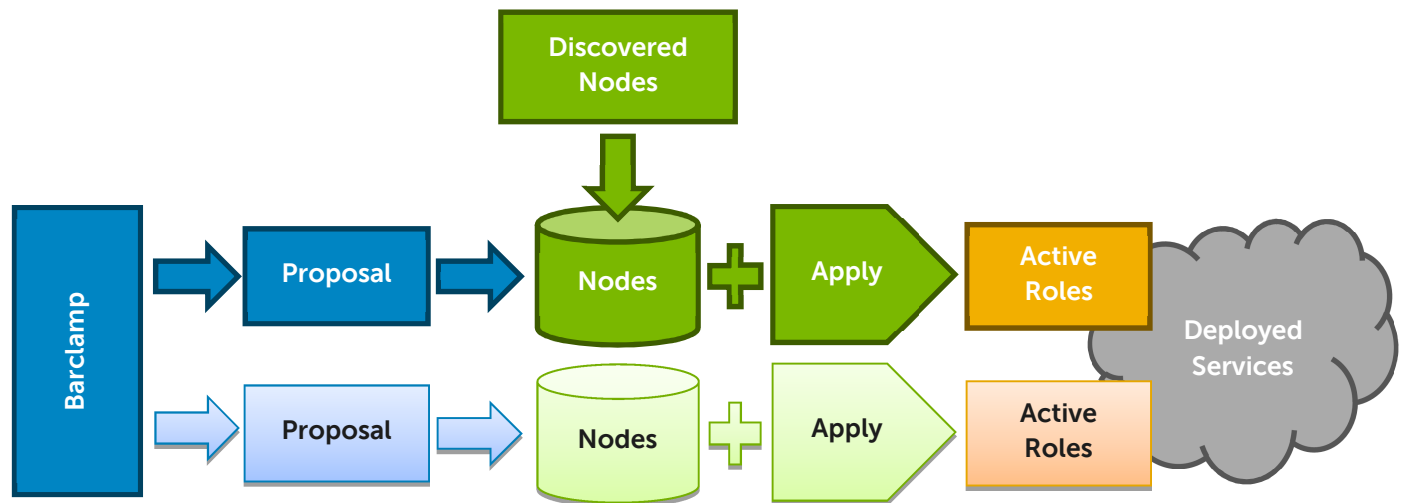 Discovered
Nodes
Barclamp
Proposal
Nodes
Apply
Active
Roles
Deployed
Services
Proposal
Nodes
Apply
Active
Roles